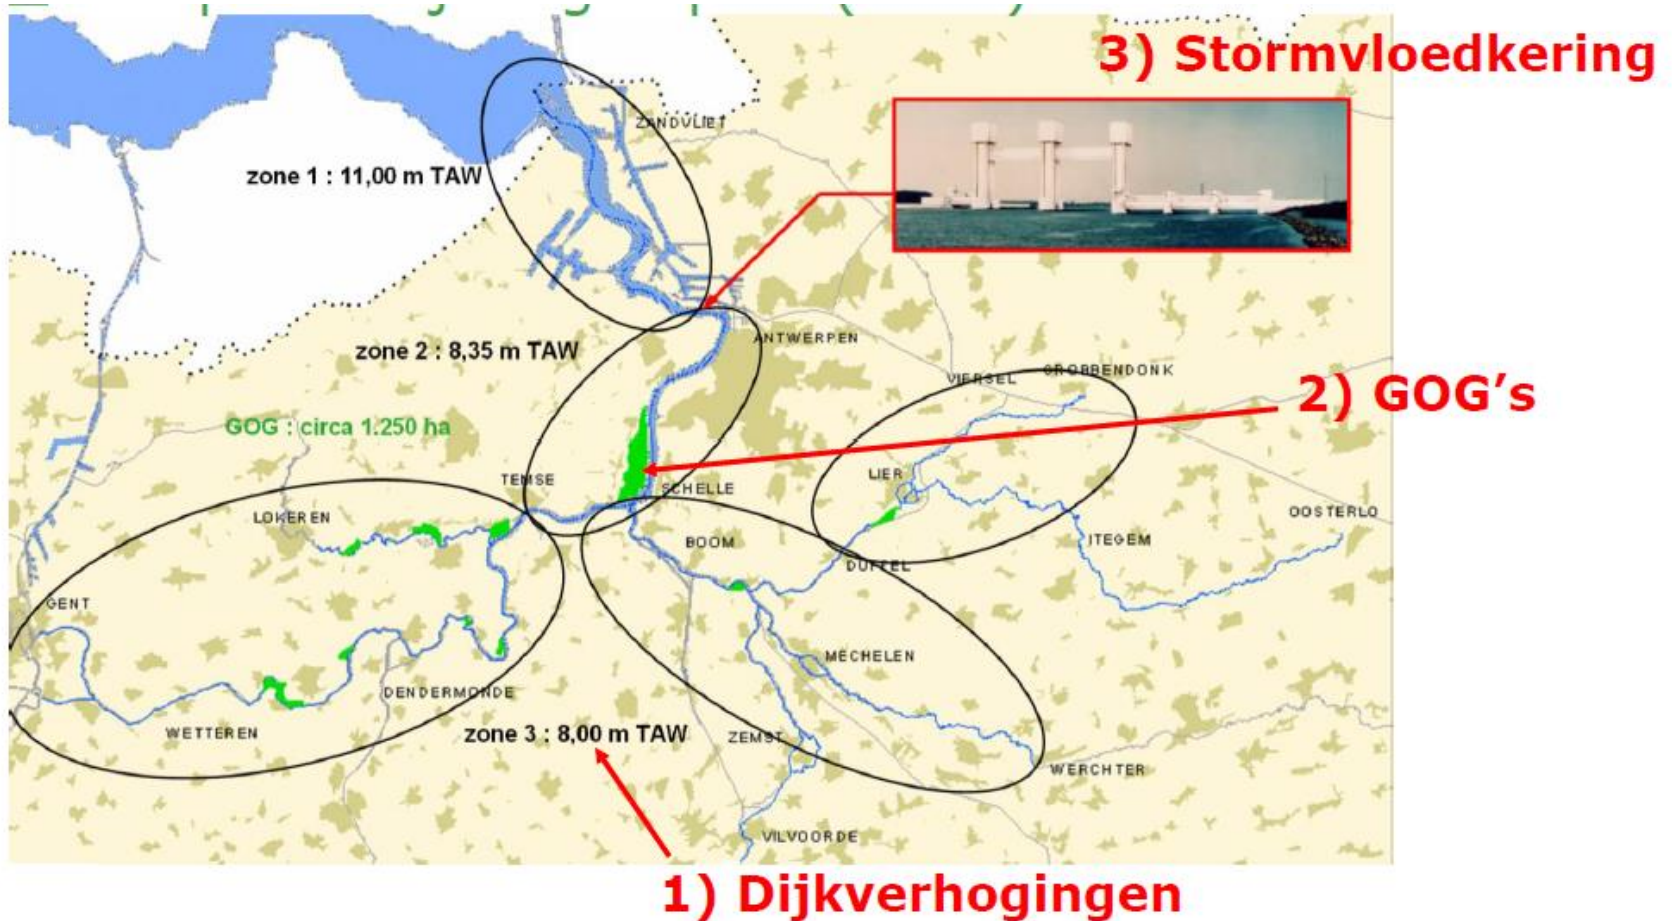 3) Stormvloedkering
ZANDVLIET
zone 1 : 11,00 m TAW
ANTWERPEN
zone 2 : 8,35 m TAW
GROBBENDONK
VIERSEL
2) GOG's
GOG : circa 1.250 ha
LIER
TEMSE
SCHELLE
OOSTERLO
LOKEREN
ITEGEM
BOOM
DUFFEL
GENT
MECHELEN
DENDERMONDE
WETTEREN
zone 3 : 8,00 m TAW
ZEMST
WERCHTER
VILVOORDE
1) Dijkverhogingen